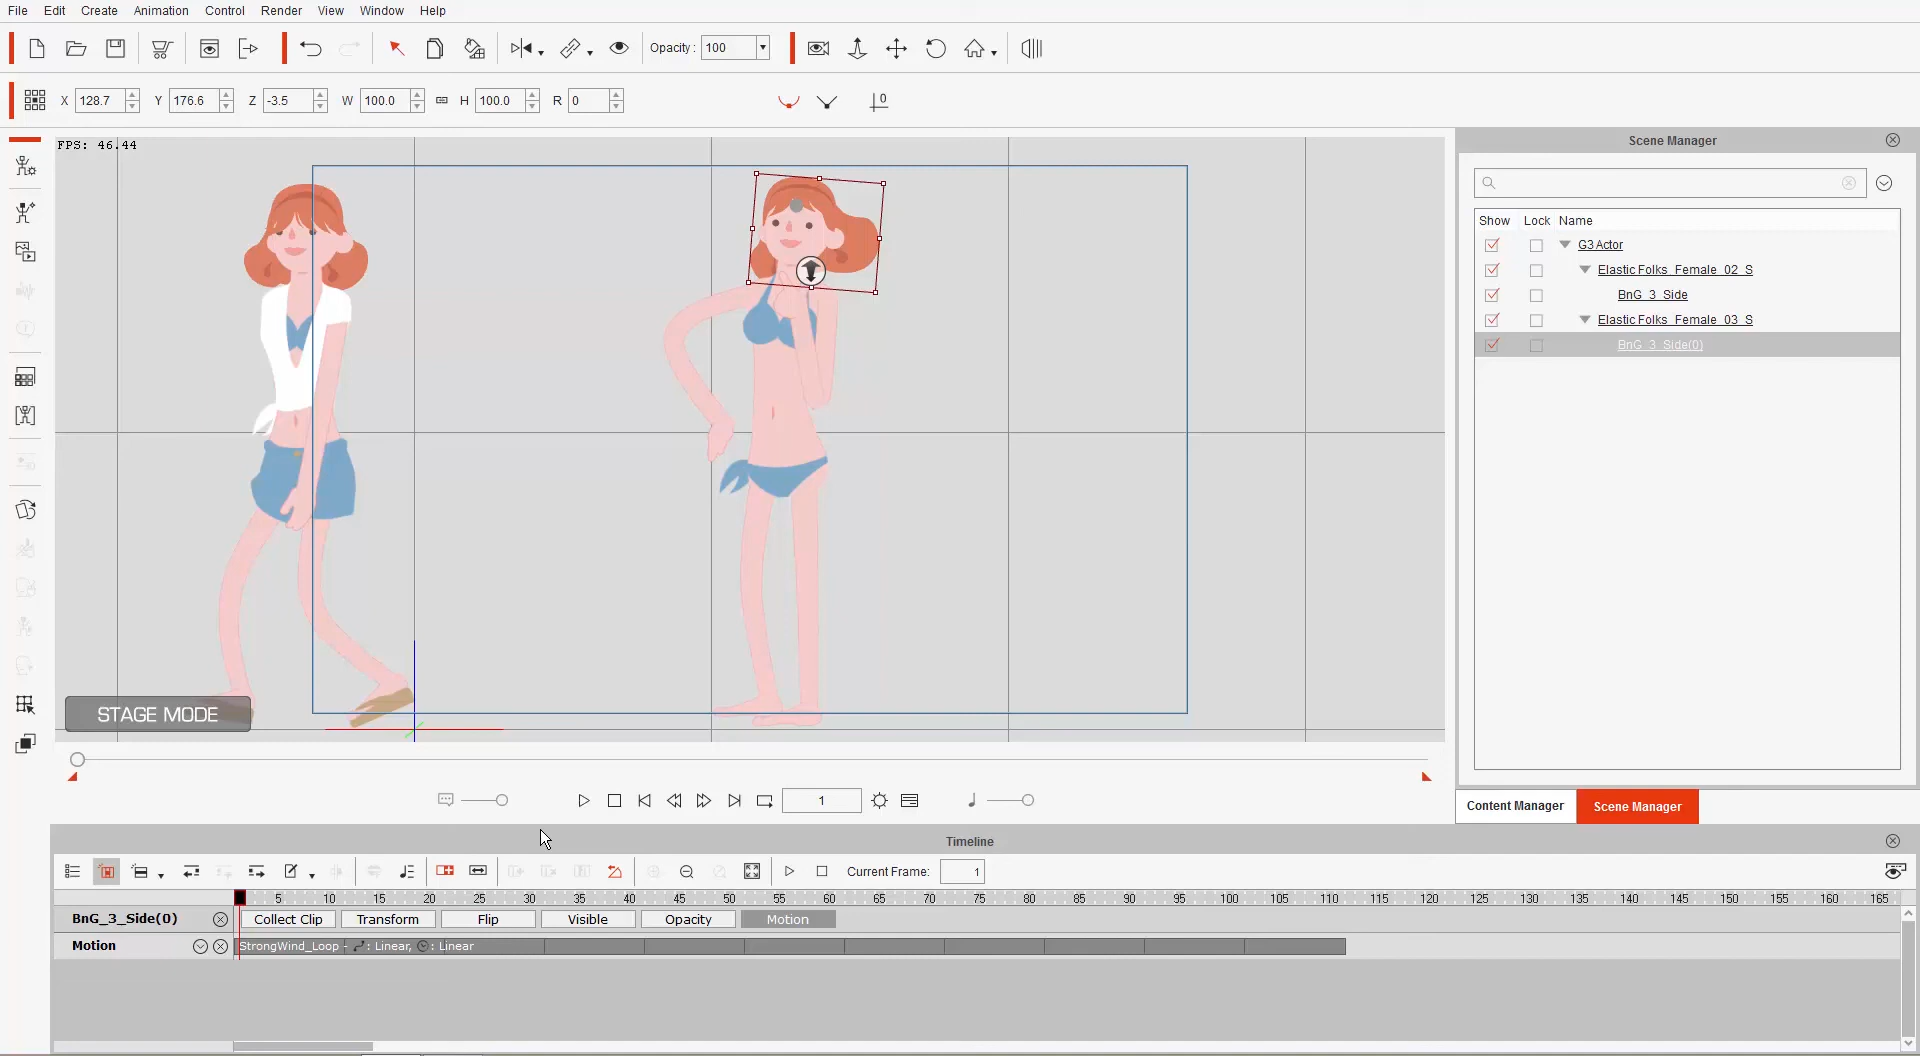 File Edit Create Animation Control Render View Window Help
Opacity : 100
X 128.7 Y 176.6 Z -3.5 W 100.0 H 100.0 R 0
0
FPS: 46.44
Scene Manager
Show Lock Name
G3 Actor
Elastic Folks_Female_02_S
BnG_3_Side
Elastic Folks_Female_03_S
BnG_3_Side(0)
STAGE MODE
1
Content Manager Scene Manager
Timeline
Current Frame: 1
5 10 15 20 25 30 35 40 45 50 55 60 65 70 75 80 85 90 95 100 105 110 115 120 125 130 135 140 145 150 155 160 165
BnG_3_Side(0) Collect Clip Transform Flip Visible Opacity Motion
Motion StrongWind_Loop - : Linear, : Linear